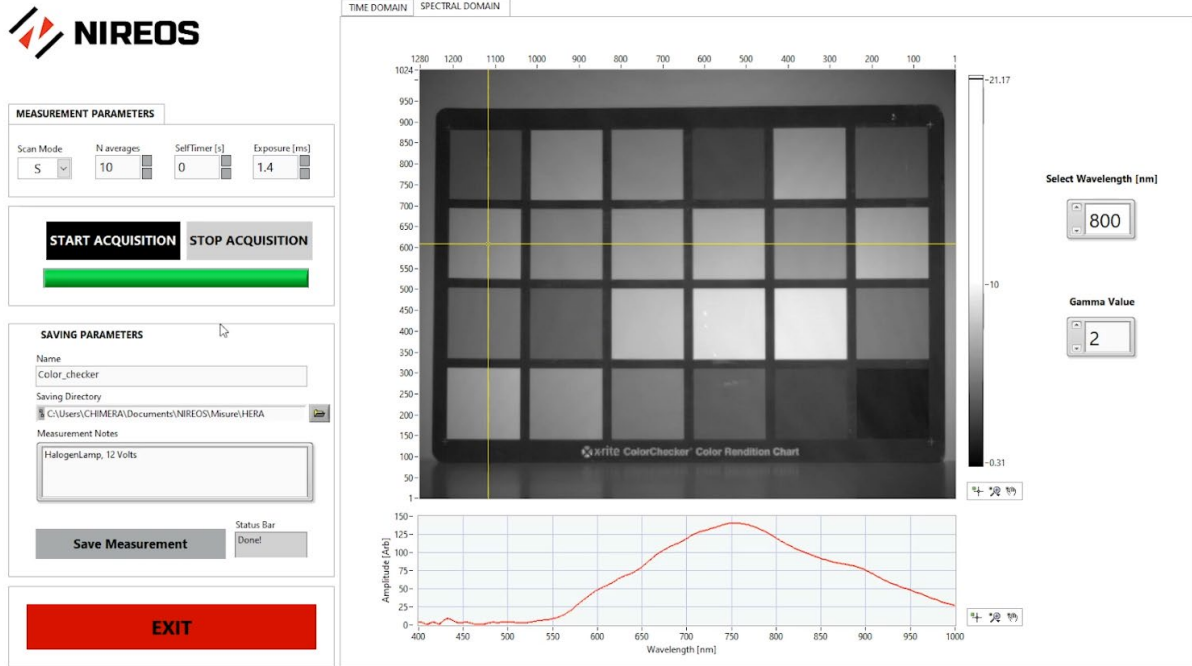 NIREOS
TIME DOMAIN SPECTRAL DOMAIN
MEASUREMENT PARAMETERS
Scan Mode N averages SelfTimer [s] Exposure [ms]
S 10 0 1.4
START ACQUISITION STOP ACQUISITION
SAVING PARAMETERS
Name
Color_checker
Saving Directory
C:\Users\CHIMERA\Documents\NIREOS\Misure\HERA
Measurement Notes
HalogenLamp, 12 Volts
Save Measurement
Status Bar
Done!
EXIT
1280 1200 1100 1000 900 800 700 600 500 400 300 200 100 1
1024
950
900
850
800
750
700
650
600
550
500
450
400
350
300
250
200
150
100
50
1
x-rite ColorChecker Color Rendition Chart
21.17
10
-0.31
Select Wavelength [nm]
800
Gamma Value
2
150
125
100
75
50
25
0
Amplitude [Arb]
400 450 500 550 600 650 700 750 800 850 900 950 1000
Wavelength [nm]